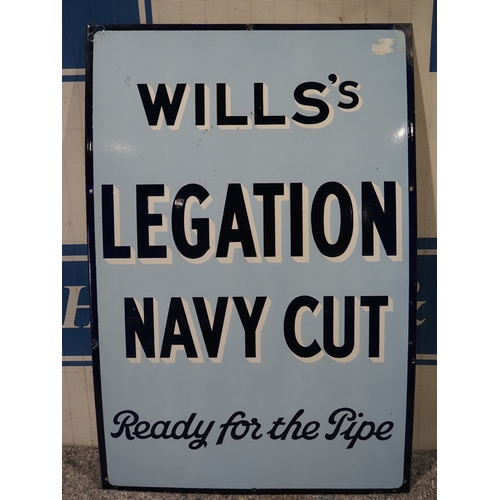 WILLS's
LEGATION
NAVY CUT
Ready for the Pipe